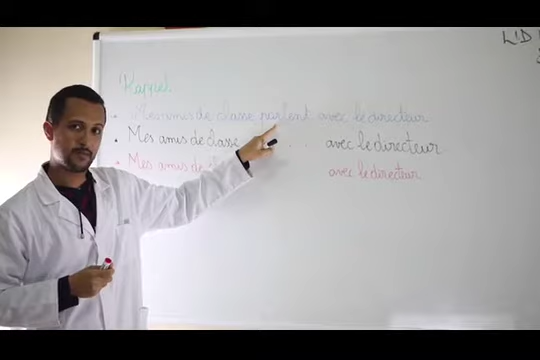 Rappel
L'D
• Mes amis de classe parlent avec le directeur
• Mes amis de classe .... avec le directeur
• Mes amis de avec le directeur